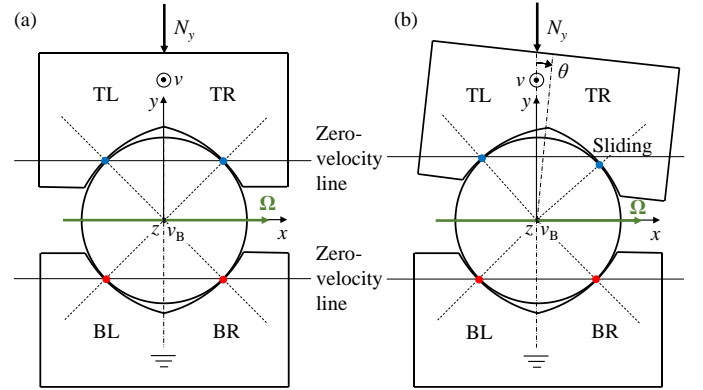 (a)
N_y
v
TL
y
TR
Zero-
velocity
line
Ω
z
v_B
x
Zero-
velocity
line
BL
BR
(b)
N_y
θ
v
TL
y
TR
Sliding
Ω
z
v_B
x
BL
BR